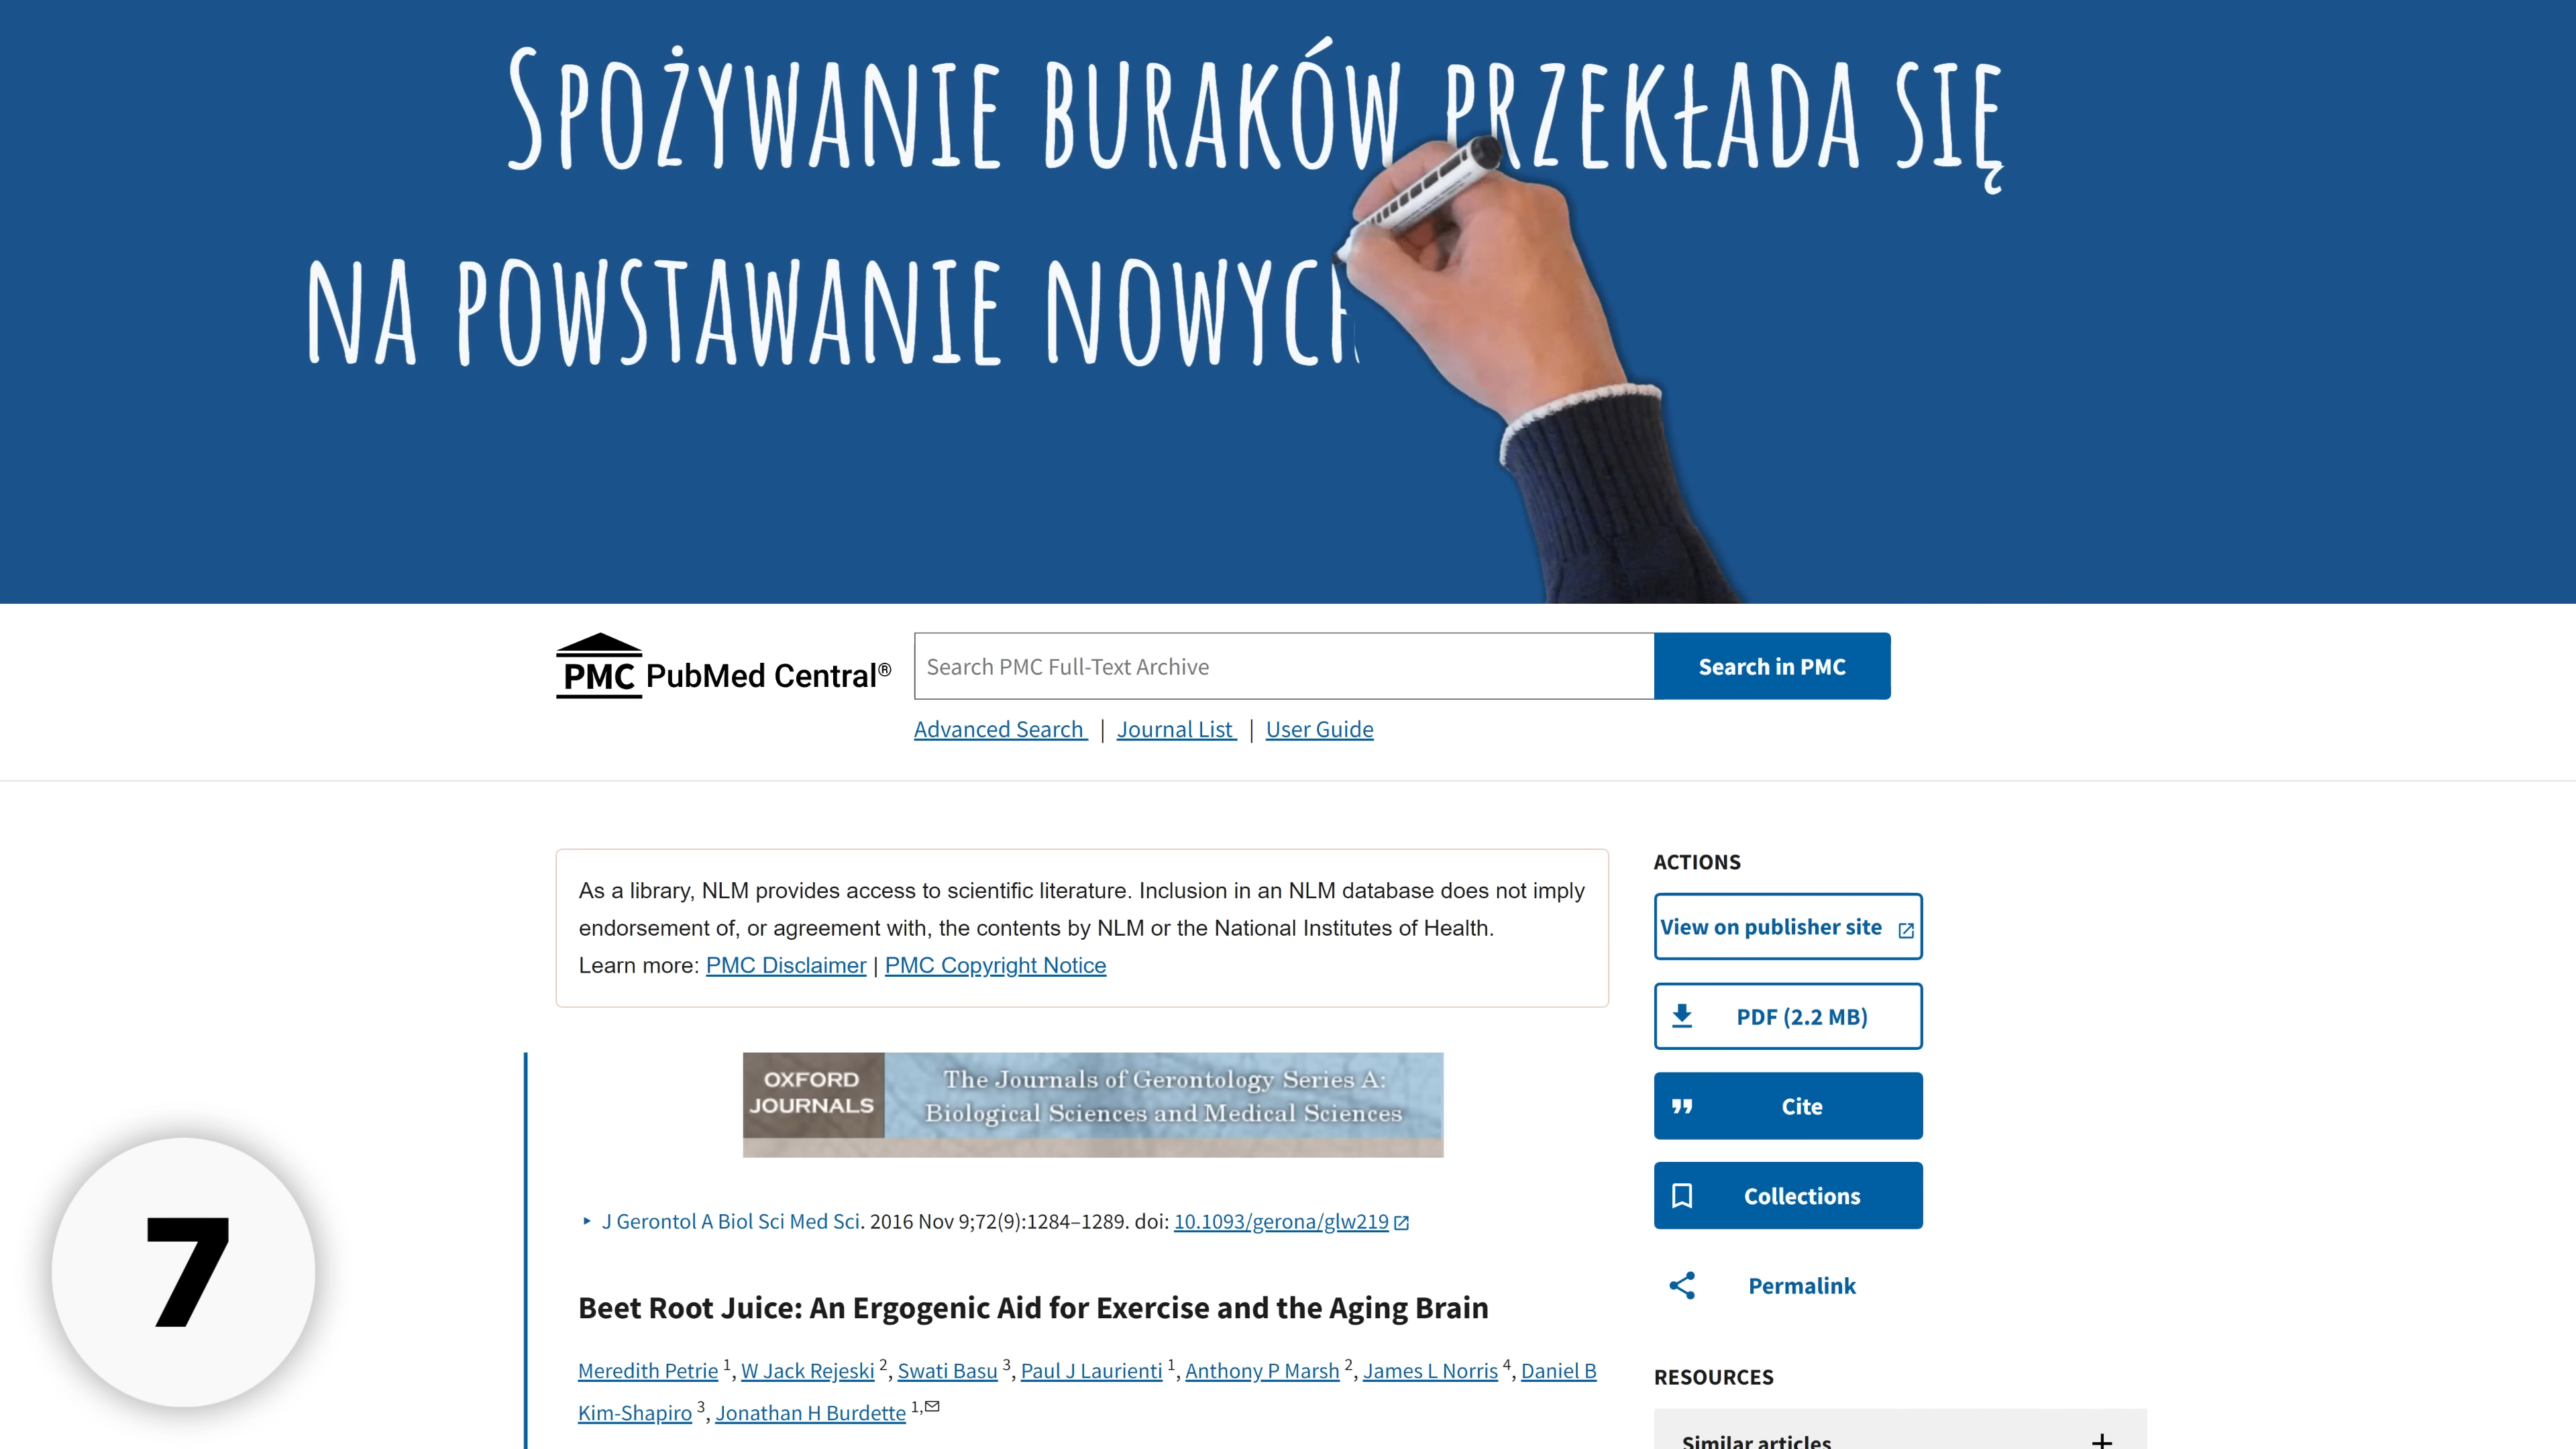 Spożywanie buraków przekłada się
na powstawanie nowych
PMC PubMed Central®
Search PMC Full-Text Archive
Search in PMC
Advanced Search | Journal List | User Guide
As a library, NLM provides access to scientific literature. Inclusion in an NLM database does not imply
endorsement of, or agreement with, the contents by NLM or the National Institutes of Health.
Learn more: PMC Disclaimer | PMC Copyright Notice
ACTIONS
View on publisher site
PDF (2.2 MB)
Cite
Collections
Permalink
RESOURCES
Similar articles
OXFORD
JOURNALS
The Journals of Gerontology Series A:
Biological Sciences and Medical Sciences
J Gerontol A Biol Sci Med Sci. 2016 Nov 9;72(9):1284–1289. doi: 10.1093/gerona/glw219
Beet Root Juice: An Ergogenic Aid for Exercise and the Aging Brain
Meredith Petrie 1, W Jack Rejeski 2, Swati Basu 3, Paul J Laurienti 1, Anthony P Marsh 2, James L Norris 4, Daniel B
Kim-Shapiro 3, Jonathan H Burdette 1,
7